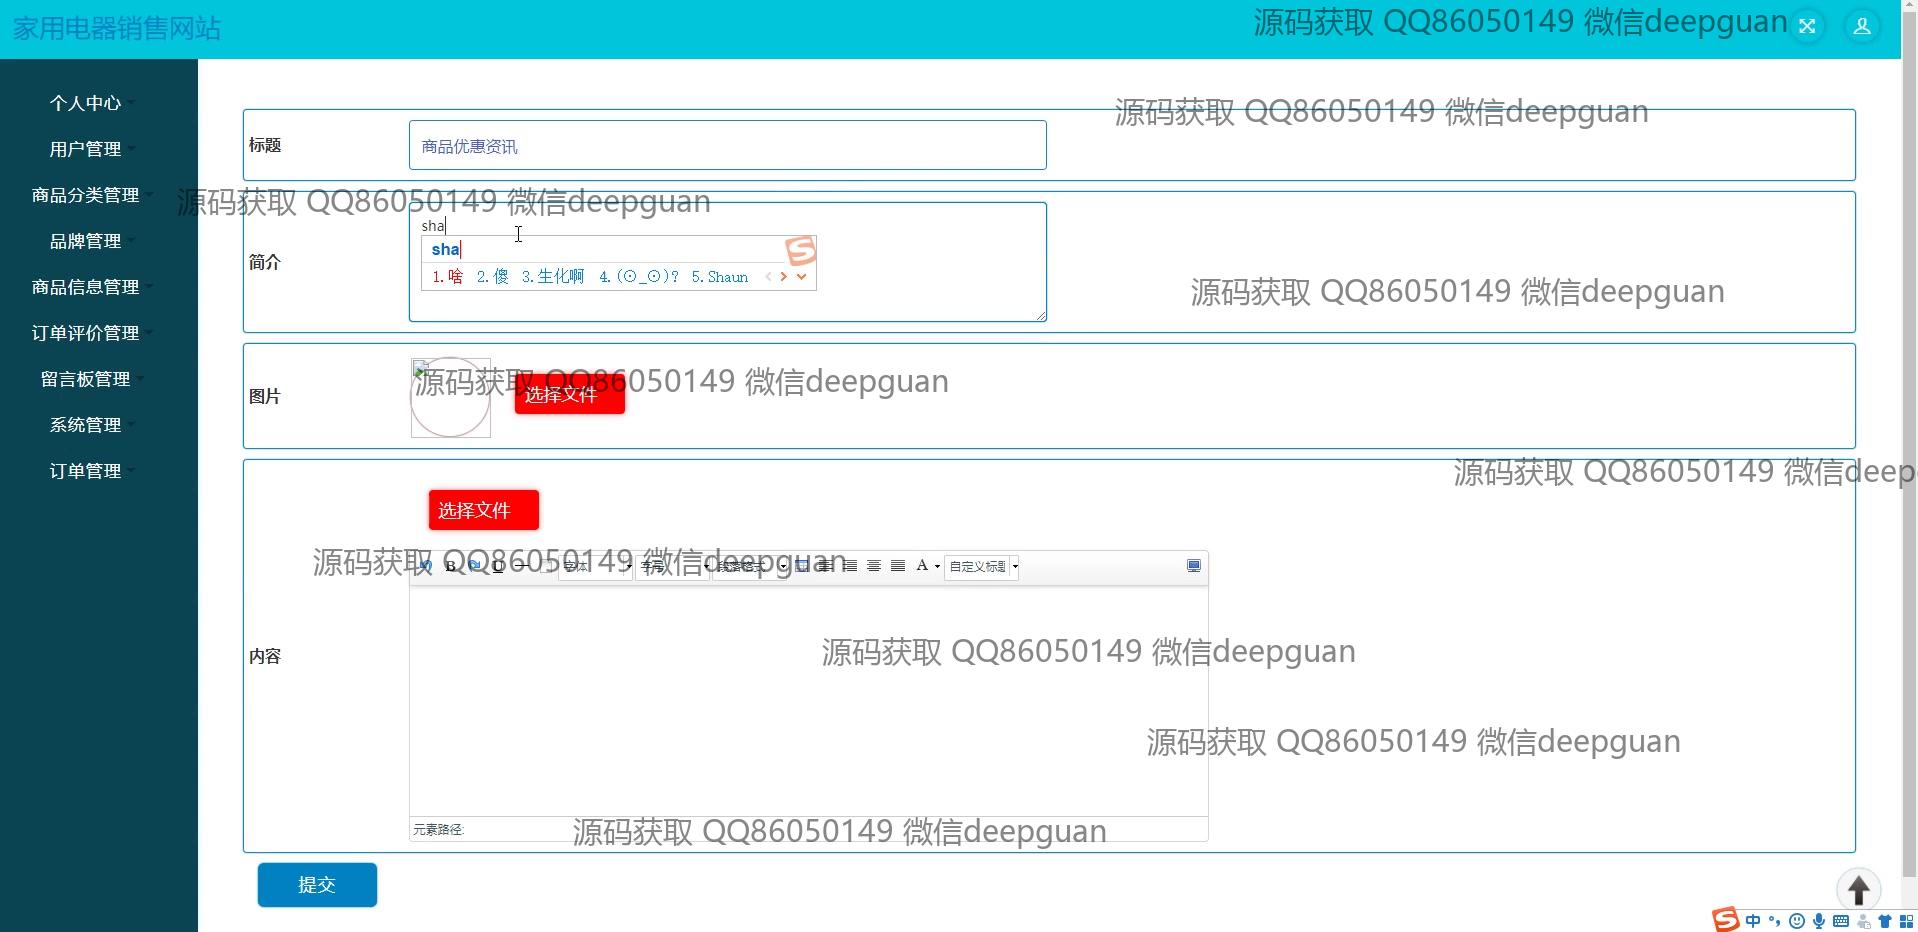 家用电器销售网站
源码获取 QQ86050149 微信deepguan
个人中心
用户管理
商品分类管理
品牌管理
商品信息管理
订单评价管理
留言板管理
系统管理
订单管理
源码获取 QQ86050149 微信deepguan
标题
商品优惠资讯
源码获取 QQ86050149 微信deepguan
简介
sha
sha
1.啥 2.傻 3.生化啊 4.(⊙_⊙)? 5.Shaun
源码获取 QQ86050149 微信deepguan
图片
源码获取 QQ86050149 微信deepguan
选择文件
源码获取 QQ86050149 微信deep
选择文件
源码获取 QQ86050149 微信deepguan
B U 字体 字号 段落格式 A 自定义标题
内容
源码获取 QQ86050149 微信deepguan
源码获取 QQ86050149 微信deepguan
元素路径:
源码获取 QQ86050149 微信deepguan
提交
中